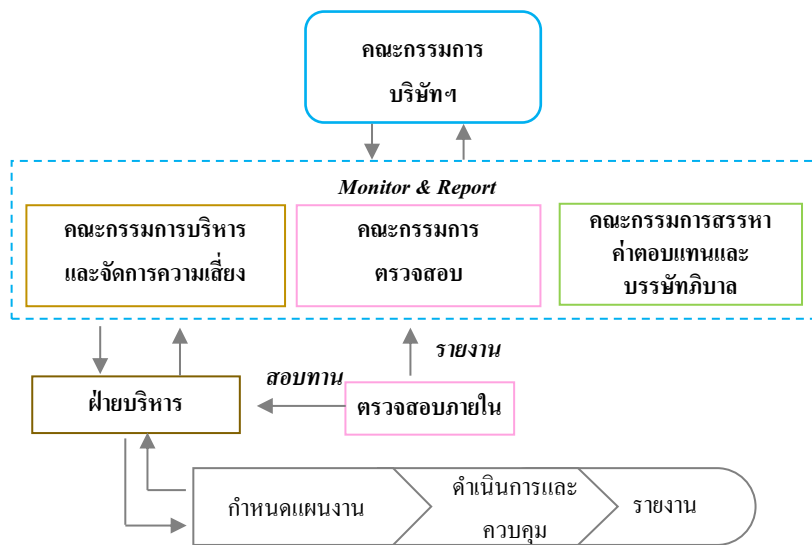 คณะกรรมการ
บริษัทฯ
Monitor & Report
คณะกรรมการบริหาร
และจัดการความเสี่ยง
คณะกรรมการ
ตรวจสอบ
คณะกรรมการสรรหา
ค่าตอบแทนและ
บรรษัทภิบาล
รายงาน
สอบทาน
ฝ่ายบริหาร
ตรวจสอบภายใน
กำหนดแผนงาน
ดำเนินการและ
ควบคุม
รายงาน